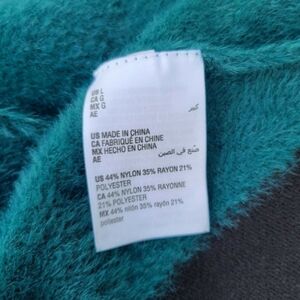 US L
CA G
MX G
AE كبير
US MADE IN CHINA
CA FABRIQUÉ EN CHINE
MX HECHO EN CHINA
AE صنع في الصين
US 44% NYLON 35% RAYON 21%
POLYESTER
CA 44% NYLON 35% RAYONNE
21% POLYESTER
MX 44% nilón 35% rayón 21%
poliéster